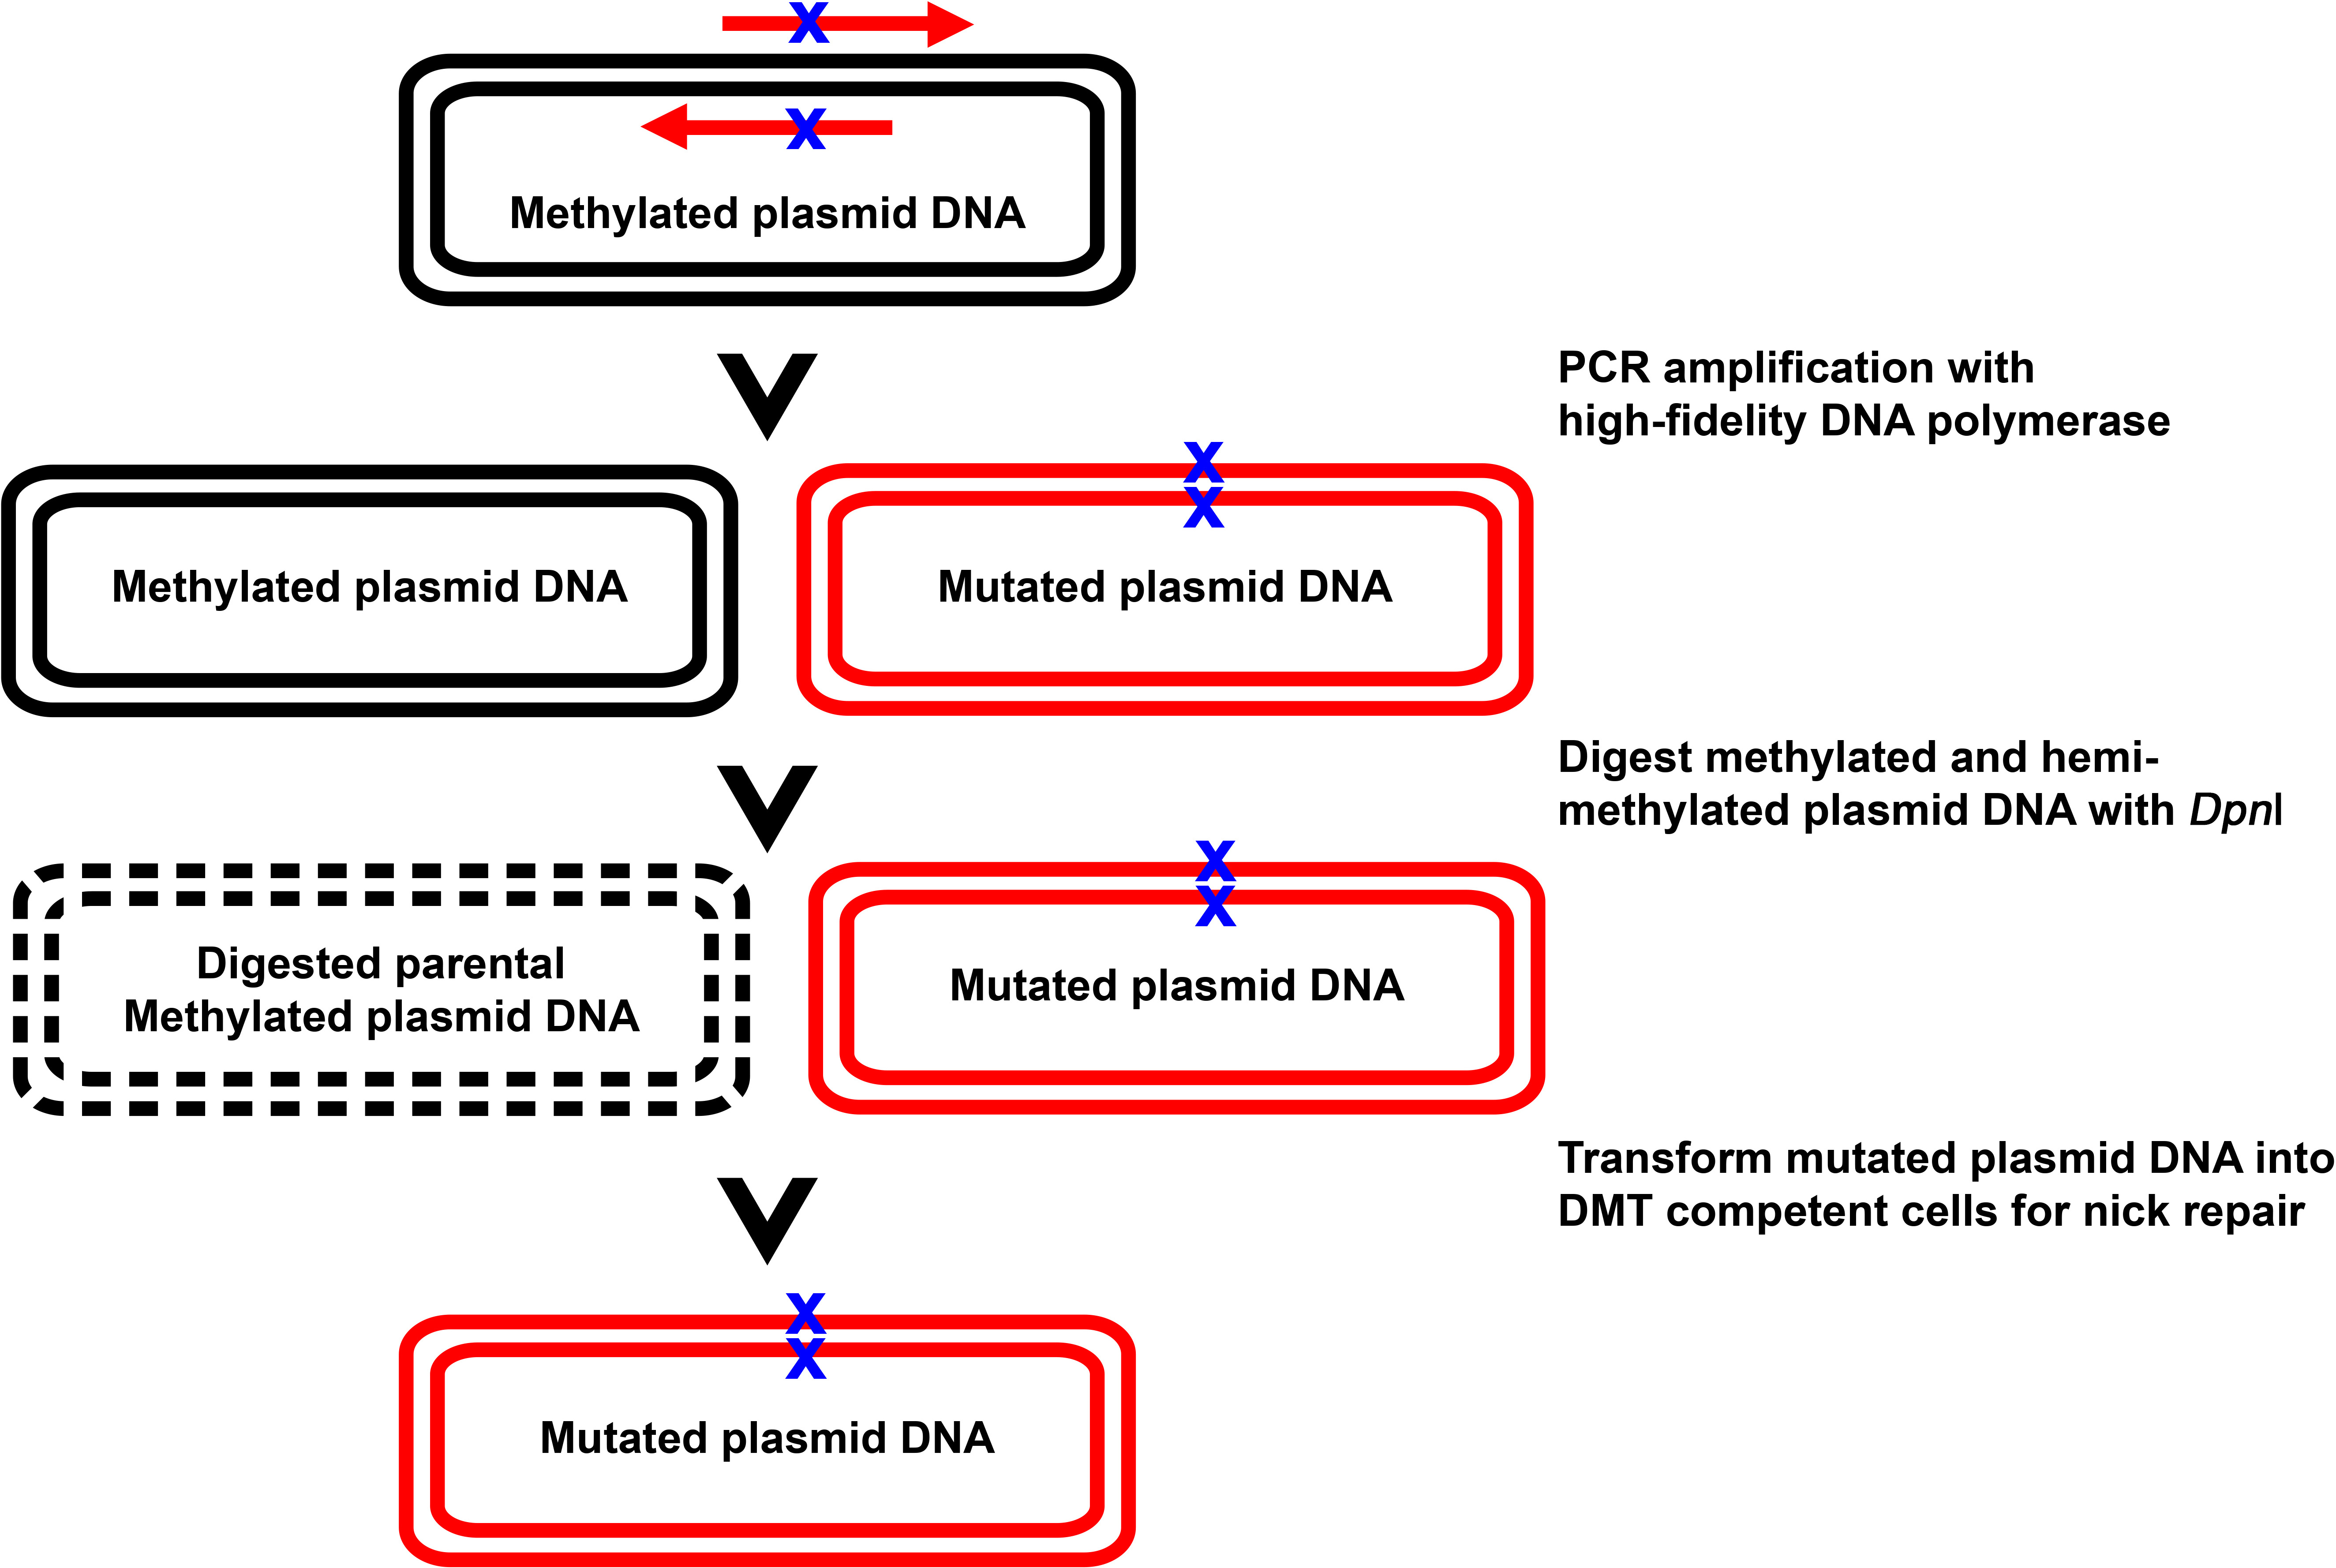 X
X
Methylated plasmid DNA
PCR amplification with
high-fidelity DNA polymerase
X
X
Methylated plasmid DNA
Mutated plasmid DNA
Digest methylated and hemi-
methylated plasmid DNA with DpnI
X
X
Digested parental
Methylated plasmid DNA
Mutated plasmid DNA
Transform mutated plasmid DNA into
DMT competent cells for nick repair
X
X
Mutated plasmid DNA